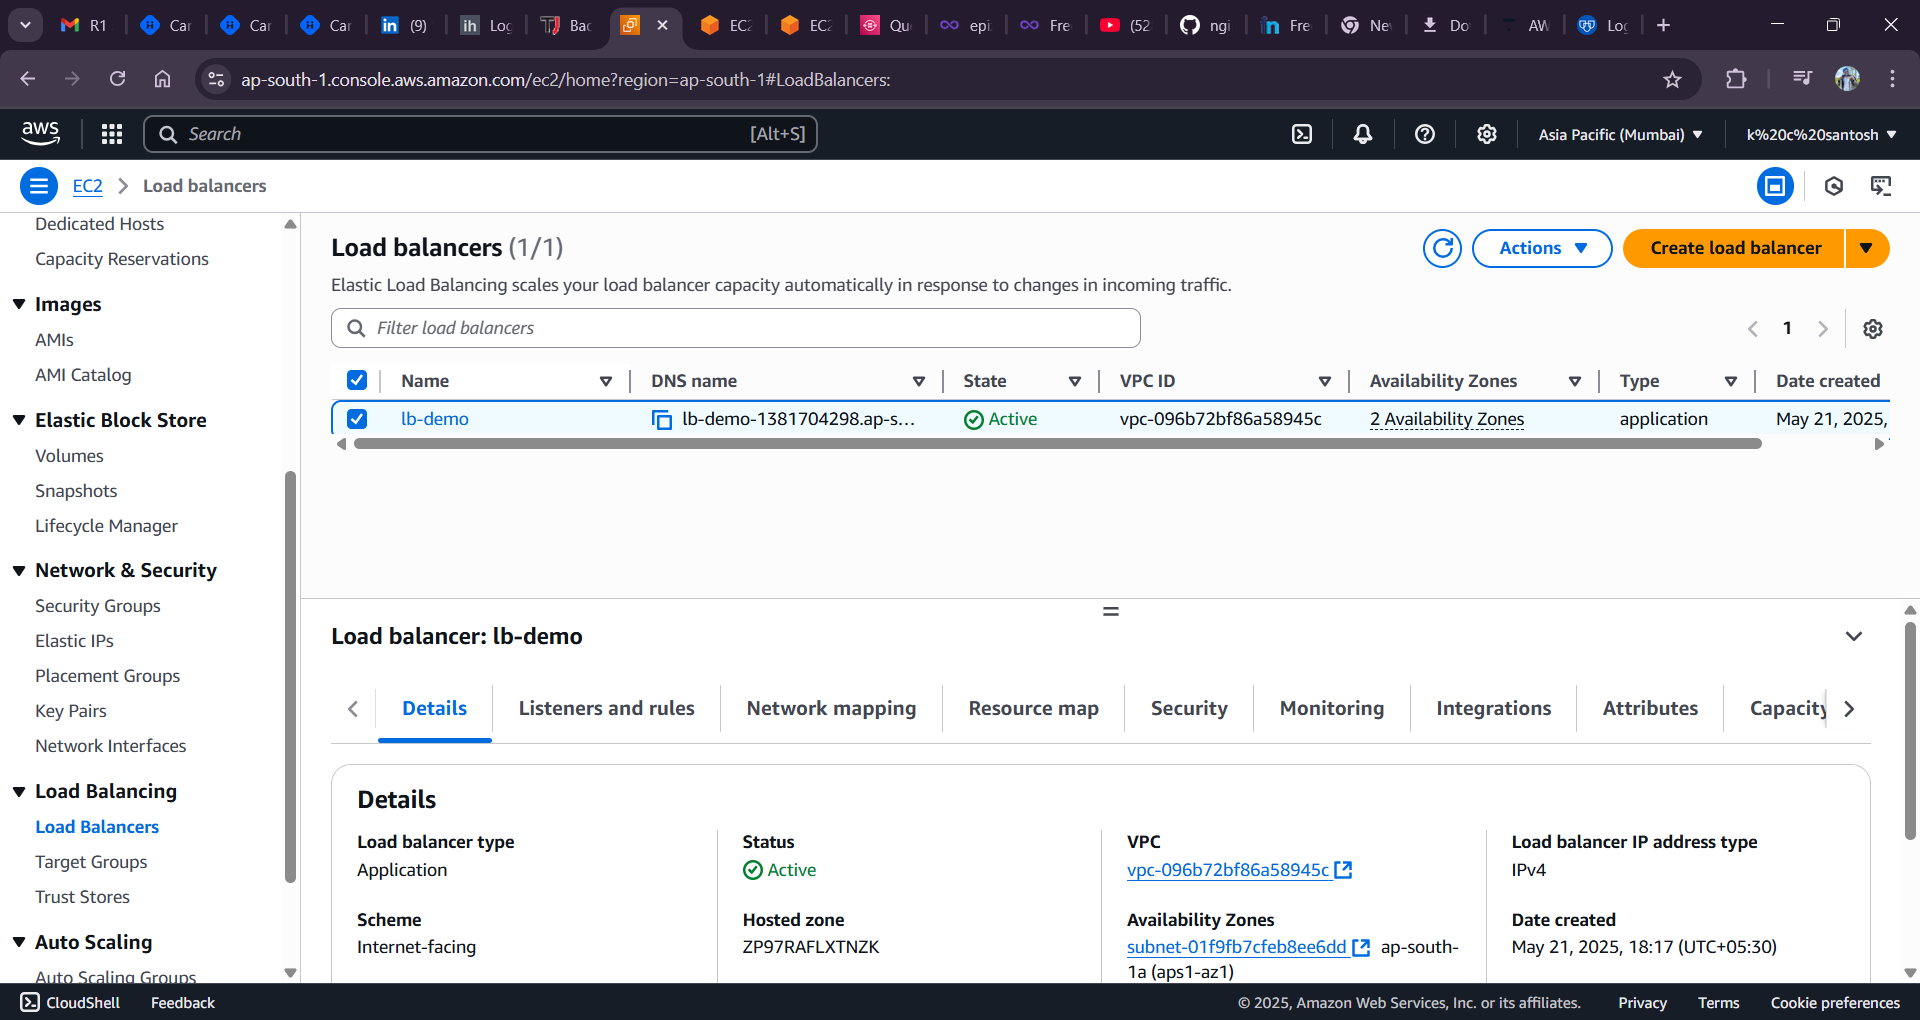 R1
Car
Car
Car
(9)
Log
Bac
EC2
EC2
Qu
epi
Fre
(52
ngi
Fre
Nev
Do
AW
Log
ap-south-1.console.aws.amazon.com/ec2/home?region=ap-south-1#LoadBalancers:
aws
Search
[Alt+S]
Asia Pacific (Mumbai)
k%20c%20santosh
EC2
Load balancers
Dedicated Hosts
Capacity Reservations
Images
AMIs
AMI Catalog
Elastic Block Store
Volumes
Snapshots
Lifecycle Manager
Network & Security
Security Groups
Elastic IPs
Placement Groups
Key Pairs
Network Interfaces
Load Balancing
Load Balancers
Target Groups
Trust Stores
Auto Scaling
Auto Scaling Groups
Load balancers (1/1)
Actions
Create load balancer
Elastic Load Balancing scales your load balancer capacity automatically in response to changes in incoming traffic.
Filter load balancers
1
Name
DNS name
State
VPC ID
Availability Zones
Type
Date created
lb-demo
lb-demo-1381704298.ap-s...
Active
vpc-096b72bf86a58945c
2 Availability Zones
application
May 21, 2025,
Load balancer: lb-demo
Details
Listeners and rules
Network mapping
Resource map
Security
Monitoring
Integrations
Attributes
Capacity
Details
Load balancer type
Application
Status
Active
VPC
vpc-096b72bf86a58945c
Load balancer IP address type
IPv4
Scheme
Internet-facing
Hosted zone
ZP97RAFLXTNZK
Availability Zones
subnet-01f9fb7cfeb8ee6dd ap-south-
1a (aps1-az1)
Date created
May 21, 2025, 18:17 (UTC+05:30)
CloudShell
Feedback
© 2025, Amazon Web Services, Inc. or its affiliates.
Privacy
Terms
Cookie preferences